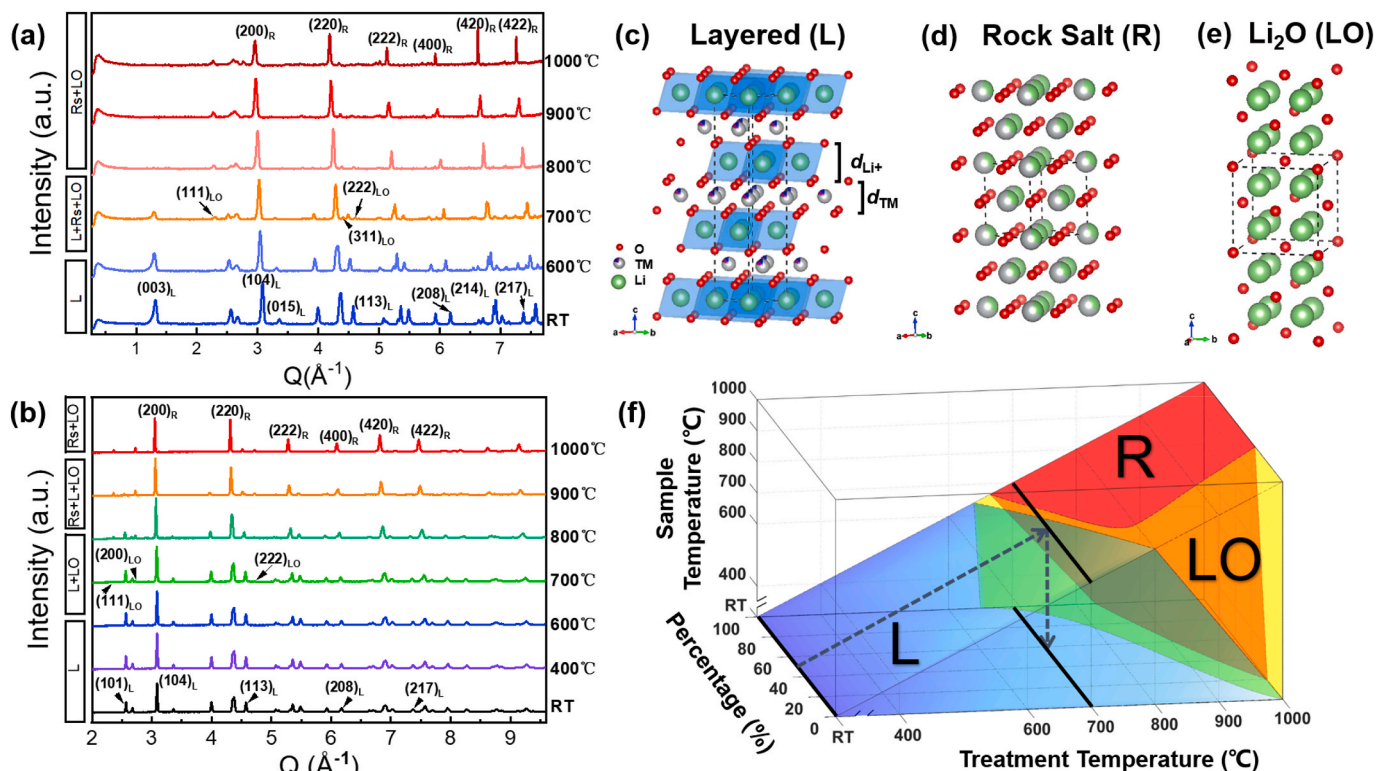 (a)
Intensity (a.u.)
Rs+LO
L+Rs+LO
L
(200)R
(220)R
(222)R
(400)R
(420)R
(422)R
1000℃
900℃
800℃
(111)LO
(222)LO
700℃
(311)LO
600℃
(003)L
(104)L
(015)L
(113)L
(208)L
(214)L
(217)L
RT
1 2 3 4 5 6 7
Q(Å-1)
(b)
Intensity (a.u.)
Rs+LO
Rs+L+LO
L+LO
L
(200)R
(220)R
(222)R
(400)R
(420)R
(422)R
1000℃
900℃
800℃
(200)LO
(222)LO
700℃
(111)LO
600℃
400℃
(101)L
(104)L
(113)L
(208)L
(217)L
RT
2 3 4 5 6 7 8 9
Q (Å-1)
(c) Layered (L)
dLi+
dTM
O
TM
Li
c
a
b
(d) Rock Salt (R)
c
a
b
(e) Li2O (LO)
c
a
b
(f)
Sample
Temperature (℃)
1000
900
800
700
600
400
RT
Percentage (%)
100
80
60
40
20
0
R
LO
L
RT 400 600 700 800 900 1000
Treatment Temperature (℃)